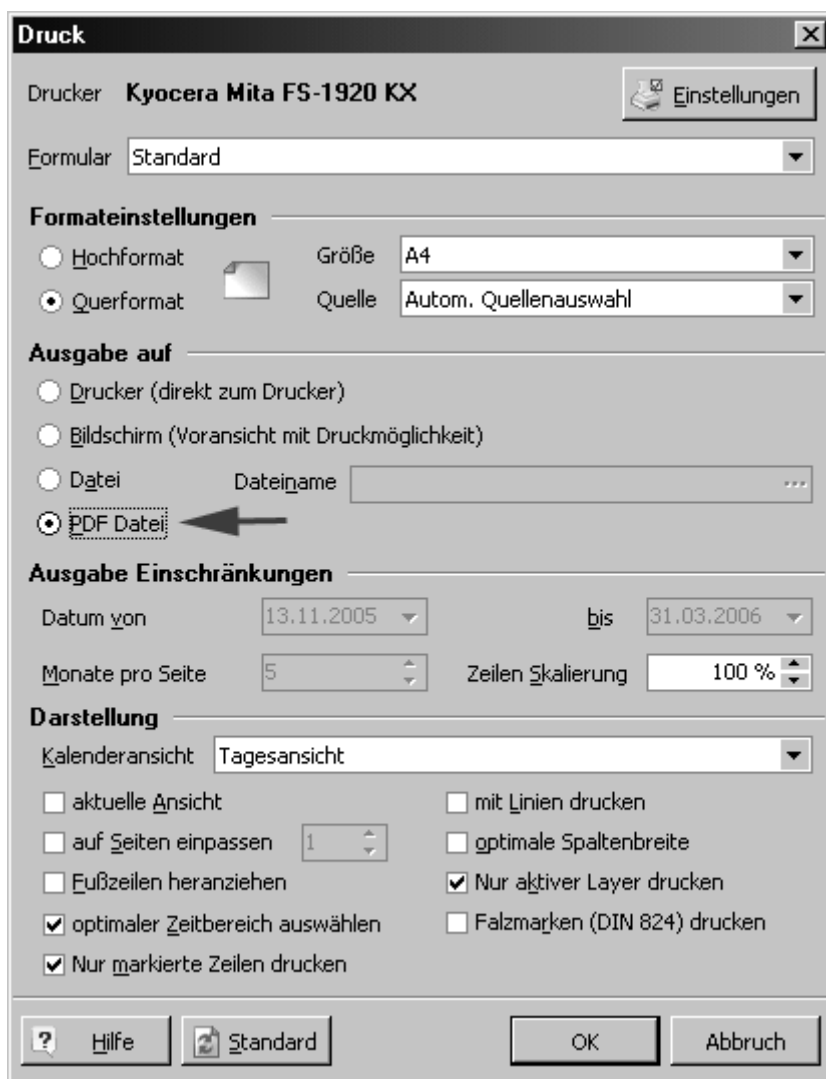 Druck
Drucker Kyocera Mita FS-1920 KX Einstellungen
Formular Standard
Formateinstellungen
Hochformat Größe A4
Querformat Quelle Autom. Quellenauswahl
Ausgabe auf
Drucker (direkt zum Drucker)
Bildschirm (Voransicht mit Druckmöglichkeit)
Datei Dateiname ...
PDF Datei
Ausgabe Einschränkungen
Datum von 13.11.2005 bis 31.03.2006
Monate pro Seite 5 Zeilen Skalierung 100 %
Darstellung
Kalenderansicht Tagesansicht
aktuelle Ansicht mit Linien drucken
auf Seiten einpassen 1 optimale Spaltenbreite
Fußzeilen heranziehen Nur aktiver Layer drucken
optimaler Zeitbereich auswählen Falzmarken (DIN 824) drucken
Nur markierte Zeilen drucken
? Hilfe Standard OK Abbruch